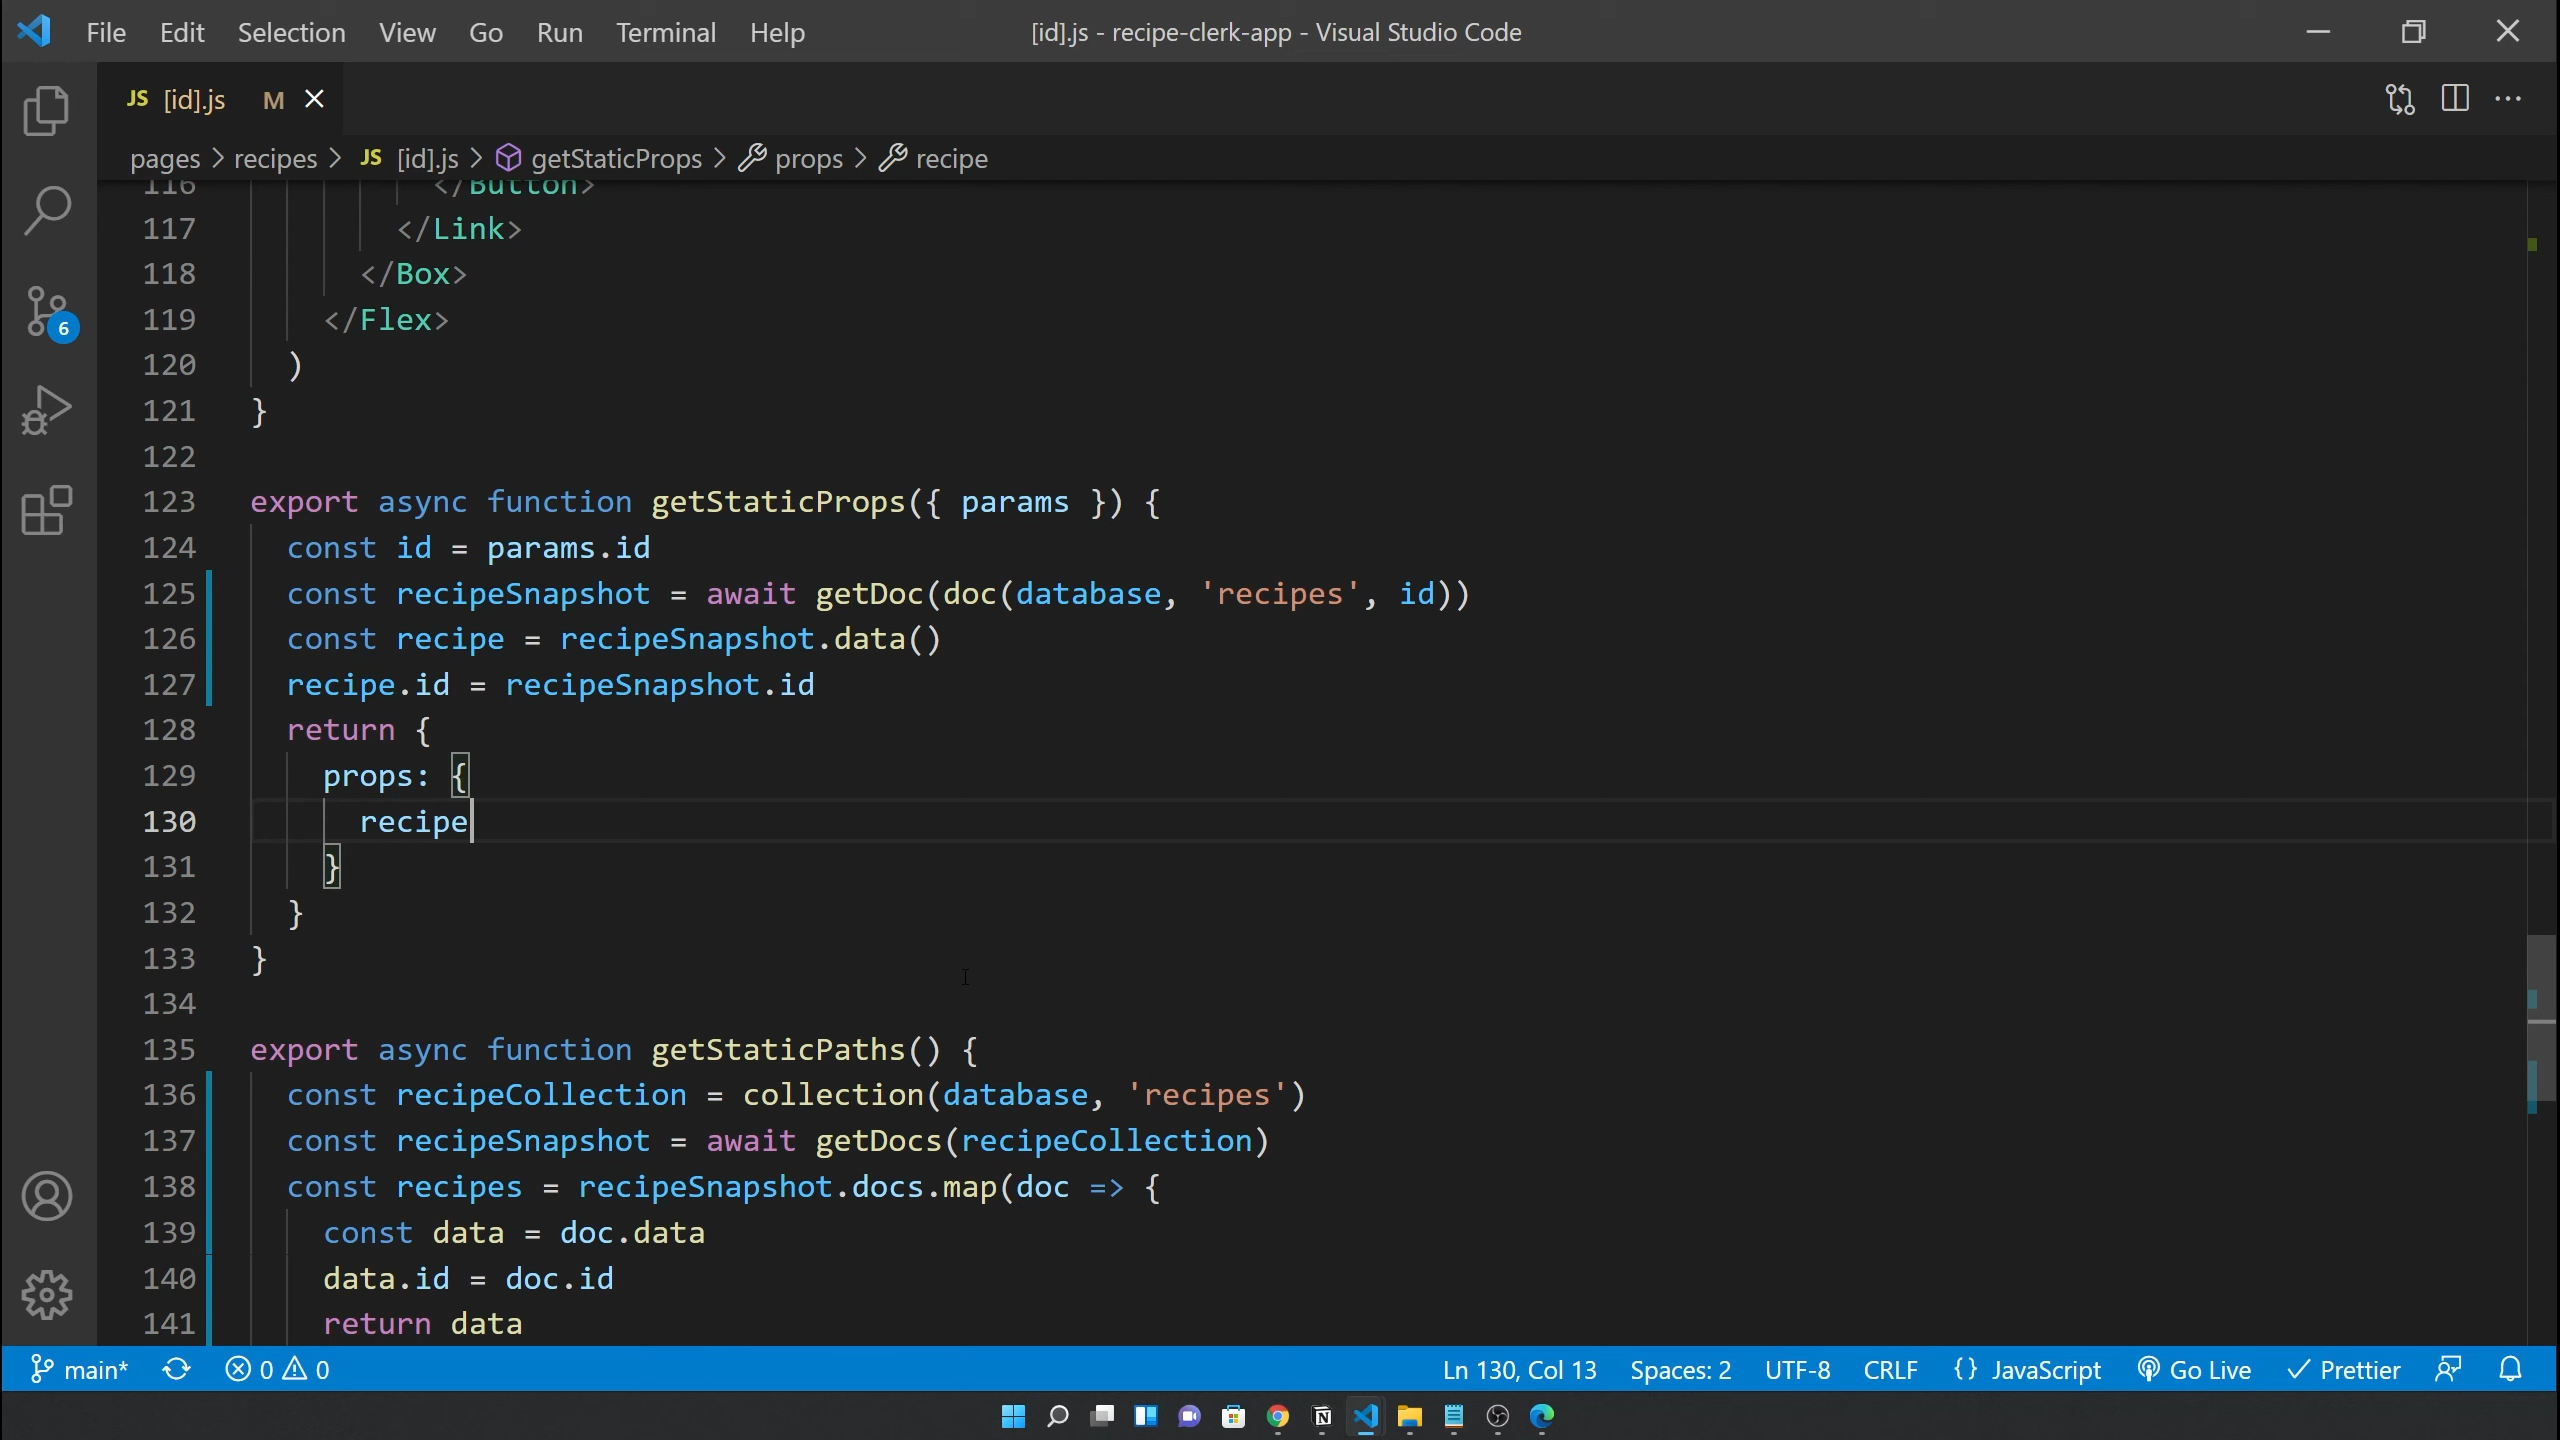 File Edit Selection View Go Run Terminal Help [id].js - recipe-clerk-app - Visual Studio Code
JS [id].js M
pages > recipes > JS [id].js > getStaticProps > props > recipe
116 </Button>
117 </Link>
118 </Box>
119 </Flex>
120 )
121 }
122
123 export async function getStaticProps({ params }) {
124 const id = params.id
125 const recipeSnapshot = await getDoc(doc(database, 'recipes', id))
126 const recipe = recipeSnapshot.data()
127 recipe.id = recipeSnapshot.id
128 return {
129 props: {
130 recipe
131 }
132 }
133 }
134
135 export async function getStaticPaths() {
136 const recipeCollection = collection(database, 'recipes')
137 const recipeSnapshot = await getDocs(recipeCollection)
138 const recipes = recipeSnapshot.docs.map(doc => {
139 const data = doc.data
140 data.id = doc.id
141 return data
6
main* 0 0 Ln 130, Col 13 Spaces: 2 UTF-8 CRLF {} JavaScript Go Live Prettier